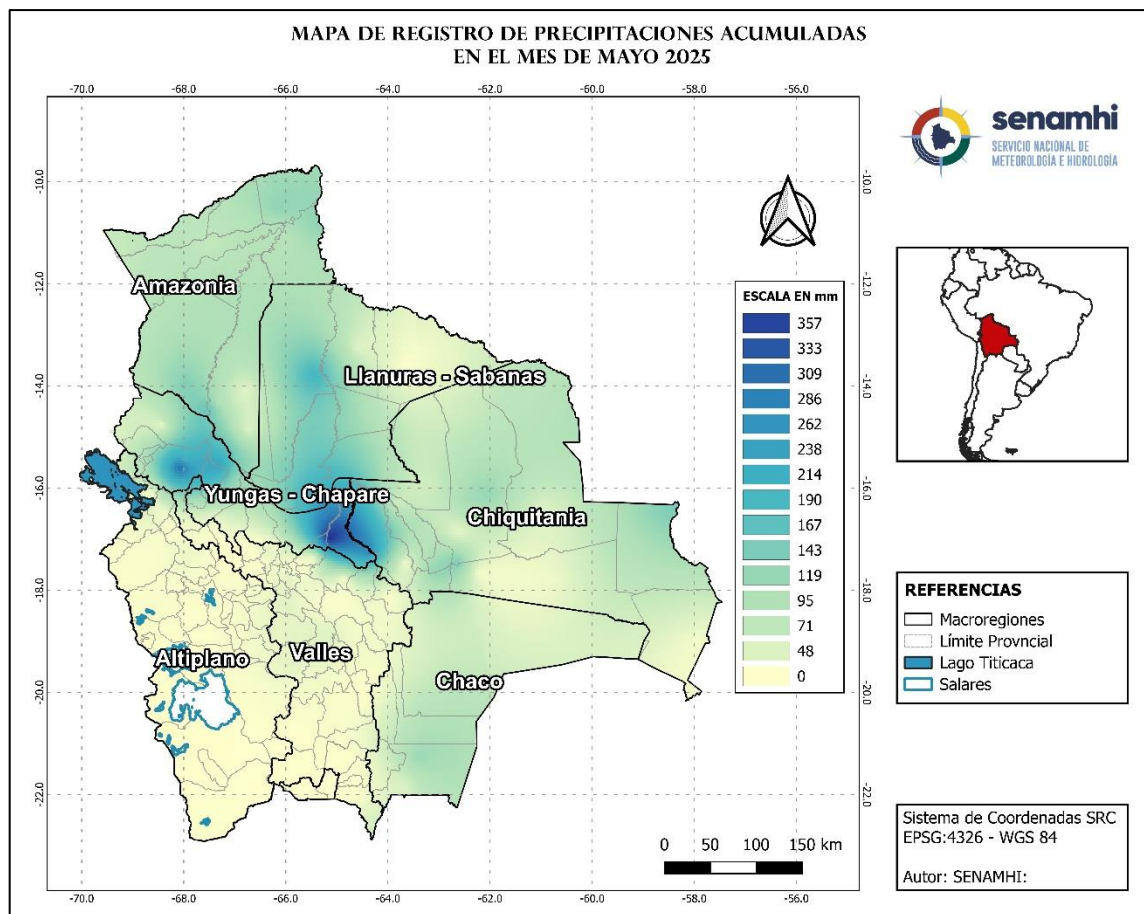 MAPA DE REGISTRO DE PRECIPITACIONES ACUMULADAS
EN EL MES DE MAYO 2025
senamhi
SERVICIO NACIONAL DE
METEOROLOGÍA E HIDROLOGÍA
-70.0 -68.0 -66.0 -64.0 -62.0 -60.0 -58.0 -56.0
-10.0 -10.0
-12.0 -12.0
-14.0 -14.0
-16.0 -16.0
-18.0 -18.0
-20.0 -20.0
-22.0 -22.0
Amazonia
Llanuras - Sabanas
Yungas - Chapare
Chiquitania
Altiplano
Valles
Chaco
ESCALA EN mm
357
333
309
286
262
238
214
190
167
143
119
95
71
48
0
REFERENCIAS
Macroregiones
Límite Provncial
Lago Titicaca
Salares
0 50 100 150 km
-70.0 -68.0 -66.0 -64.0 -62.0 -60.0 -58.0 -56.0
Sistema de Coordenadas SRC
EPSG:4326 - WGS 84
Autor: SENAMHI: